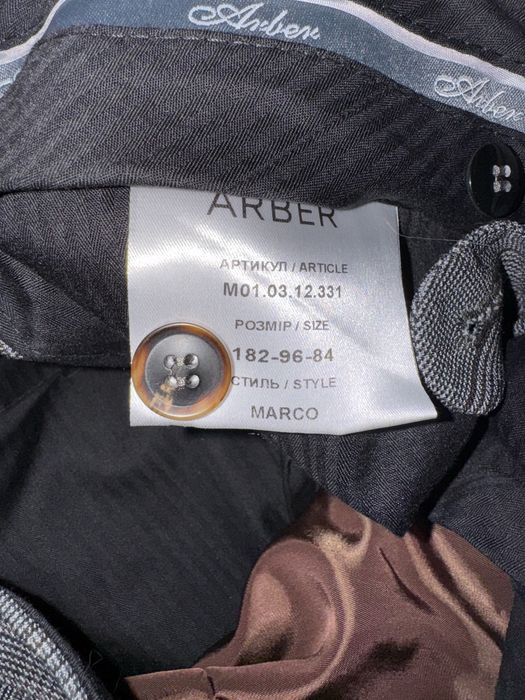 Arber
Arber
ARBER
АРТИКУЛ / ARTICLE
M01.03.12.331
РОЗМІР / SIZE
182-96-84
СТИЛЬ / STYLE
MARCO